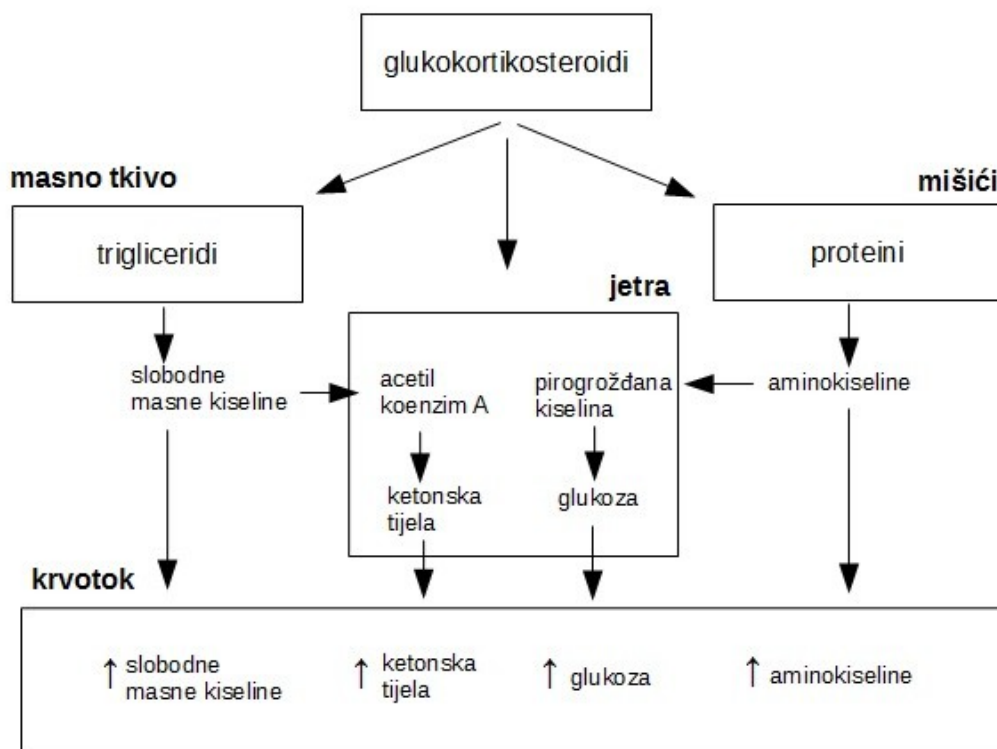 glukokortikosteroidi
masno tkivo
mišići
trigliceridi
proteini
jetra
slobodne
masne kiseline
acetil
koenzim A
pirogrožđana
kiselina
aminokiseline
ketonska
tijela
glukoza
krvotok
↑ slobodne
masne kiseline
↑ ketonska
tijela
↑ glukoza
↑ aminokiseline